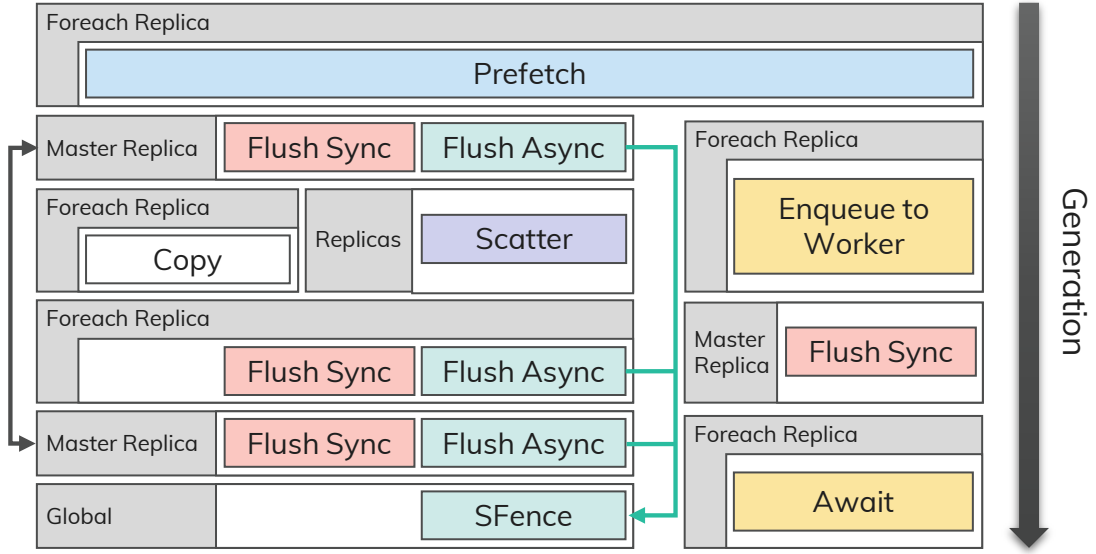 Foreach Replica
Prefetch
Master Replica
Flush Sync
Flush Async
Foreach Replica
Copy
Replicas
Scatter
Foreach Replica
Flush Sync
Flush Async
Master Replica
Flush Sync
Flush Async
Global
SFence
Foreach Replica
Enqueue to
Worker
Master
Replica
Flush Sync
Foreach Replica
Await
Generation